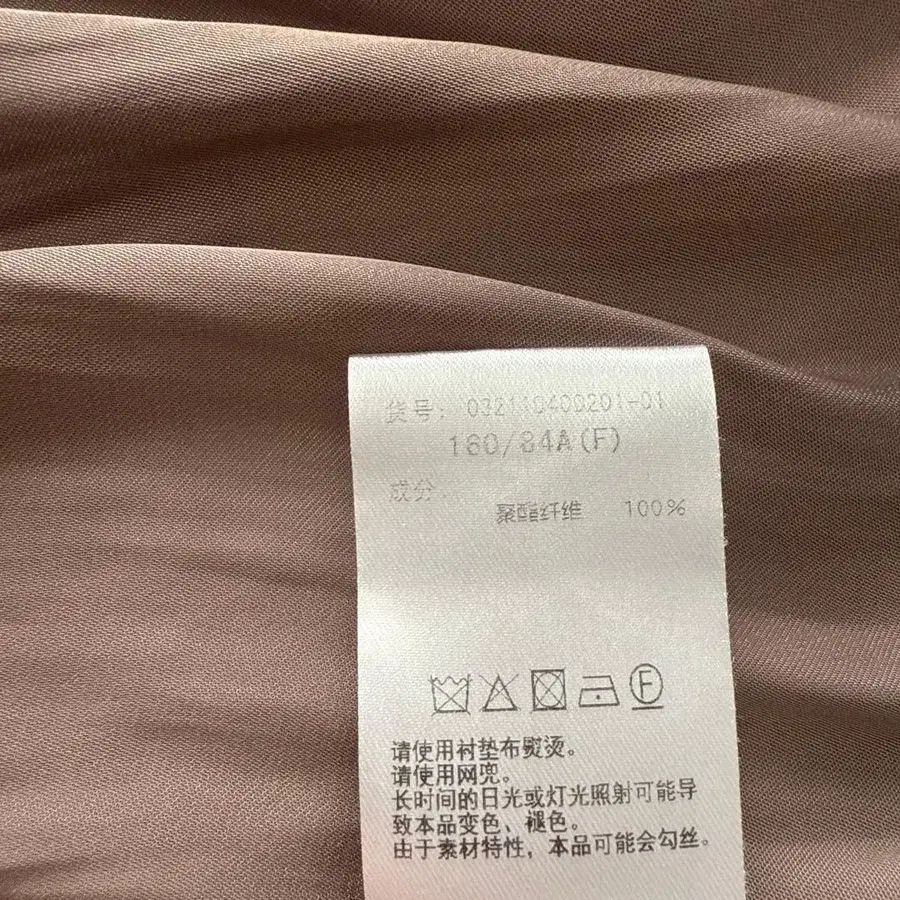 货号: 032110400201-01
160/84A(F)
成分:
聚酯纤维 100%
F
请使用衬垫布熨烫。
请使用网兜。
长时间的日光或灯光照射可能导
致本品变色、褪色。
由于素材特性，本品可能会勾丝。